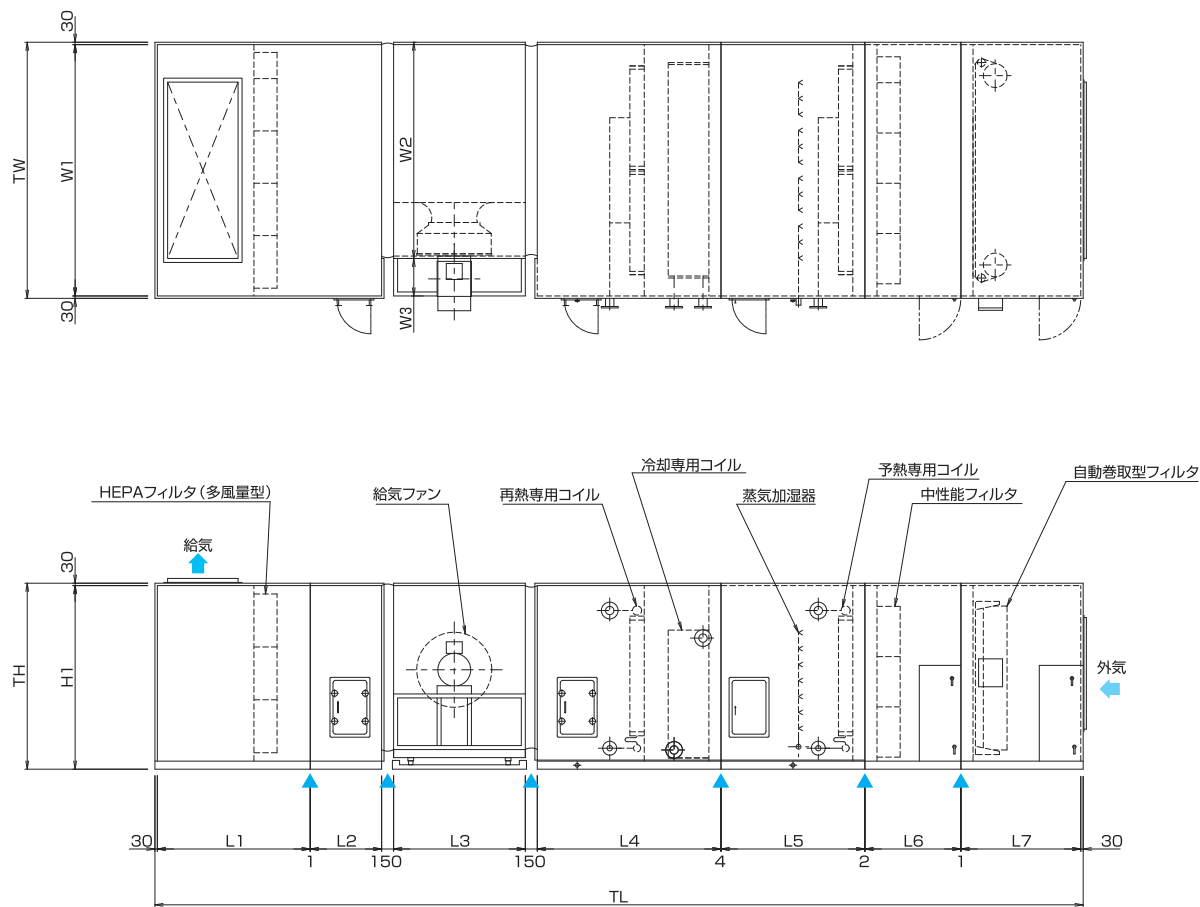 30
TW
W1
30
W2
W3
冷却専用コイル
予熱専用コイル
自動巻取型フィルタ
HEPAフィルタ(多風量型)
給気ファン
再熱専用コイル
蒸気加湿器
中性能フィルタ
給気
30
TH
H1
外気
30
L1
1
L2
150
L3
150
L4
4
L5
2
L6
1
L7
30
TL